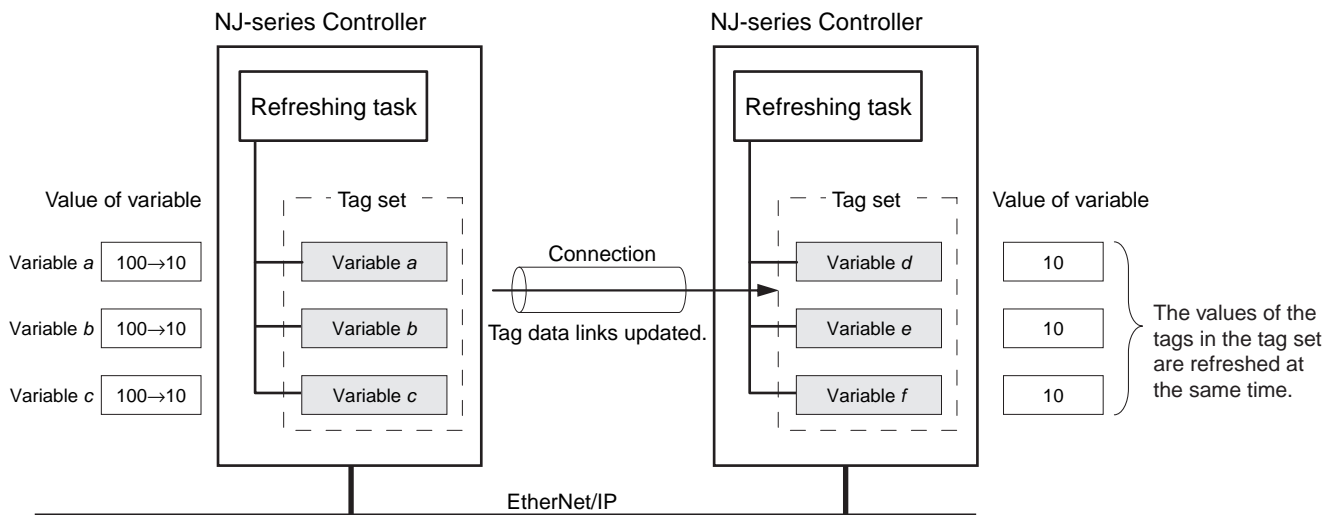 NJ-series Controller
NJ-series Controller
Refreshing task
Refreshing task
Value of variable
Tag set
Tag set
Value of variable
Variable a
100→10
Variable a
Connection
Variable d
10
Variable b
100→10
Variable b
Tag data links updated.
Variable e
10
The values of the
tags in the tag set
are refreshed at
the same time.
Variable c
100→10
Variable c
Variable f
10
EtherNet/IP